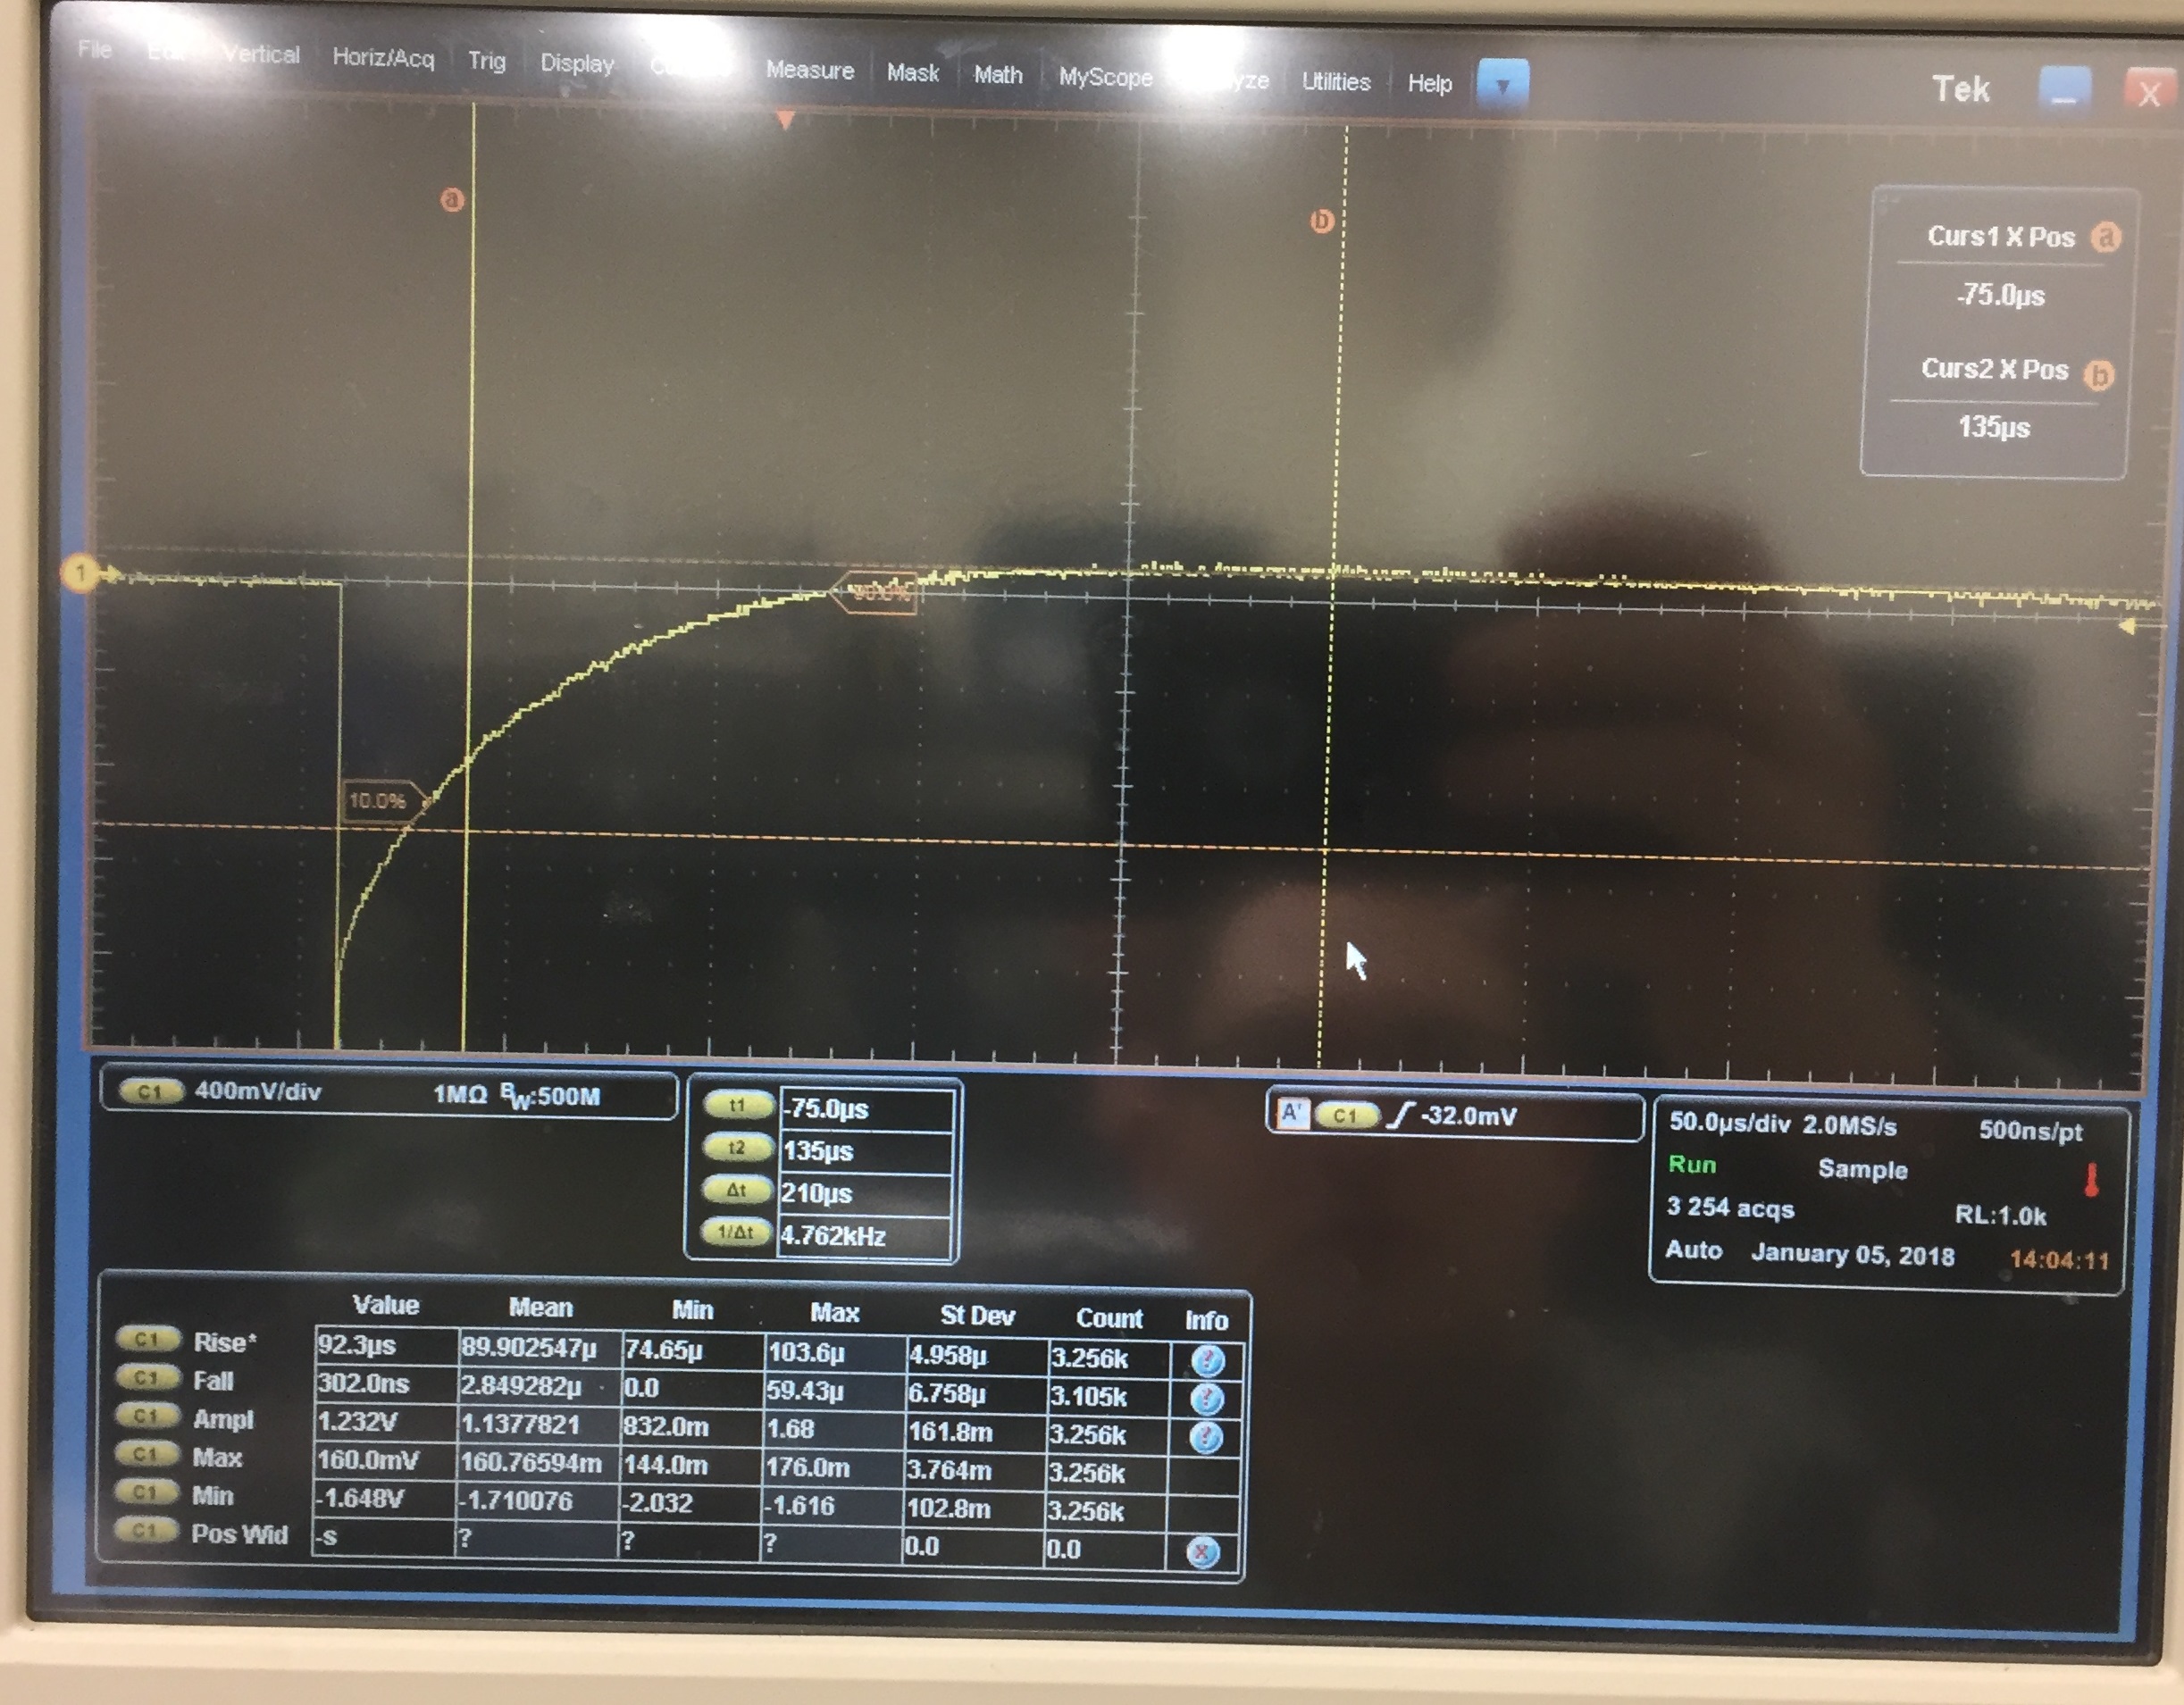 File Vertical Horiz/Acq Trig Display Measure Mask Math MyScope Utilities Help Tek X
a
b
Curs1 X Pos a
-75.0µs
Curs2 X Pos b
135µs
1
10.0%
C1 400mV/div 1MΩ BW:500M
t1 -75.0µs
t2 135µs
Δt 210µs
1/Δt 4.762kHz
A' C1 -32.0mV
50.0µs/div 2.0MS/s 500ns/pt
Run Sample
3 254 acqs RL:1.0k
Auto January 05, 2018 14:04:11
Value Mean Min Max St Dev Count Info
C1 Rise* 92.3µs 89.902547µ 74.65µ 103.6µ 4.958µ 3.256k ?
C1 Fall 302.0ns 2.849282µ 0.0 59.43µ 6.758µ 3.105k ?
C1 Ampl 1.232V 1.1377821 832.0m 1.68 161.8m 3.256k ?
C1 Max 160.0mV 160.76594m 144.0m 176.0m 3.764m 3.256k
C1 Min -1.648V -1.710076 -2.032 -1.616 102.8m 3.256k
C1 Pos Wid -s ? ? ? 0.0 0.0 x